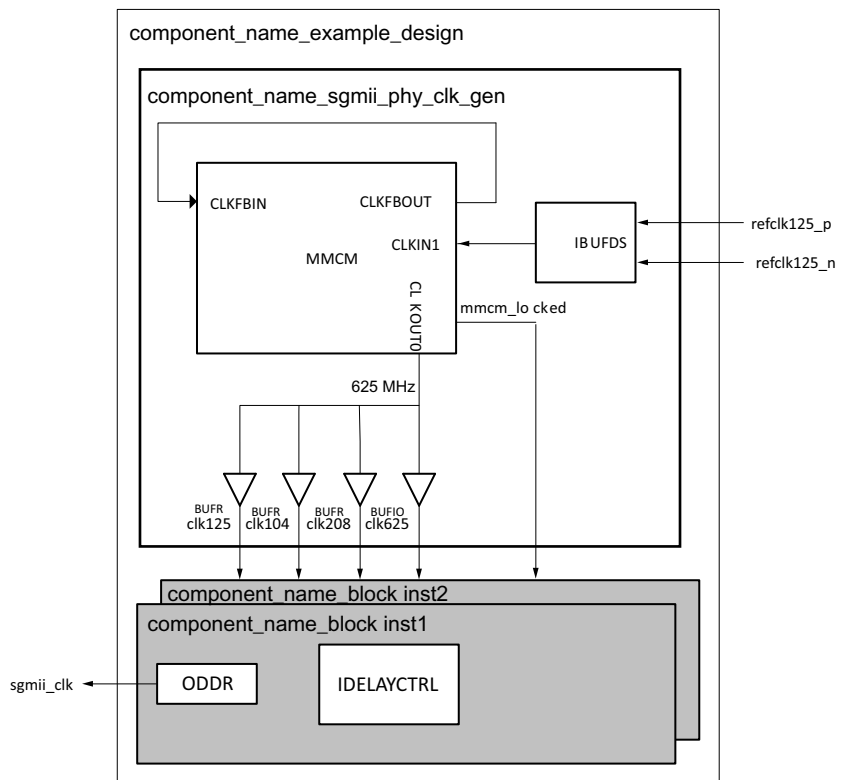 component_name_example_design
component_name_sgmii_phy_clk_gen
CLKFBIN
CLKFBOUT
CLKIN1
MMCM
CL KOUT0
IBUFDS
refclk125_p
refclk125_n
mmcm_lo cked
625 MHz
BUFR
clk125
BUFR
clk104
BUFR
clk208
BUFIO
clk625
component_name_block inst2
component_name_block inst1
sgmii_clk
ODDR
IDELAYCTRL